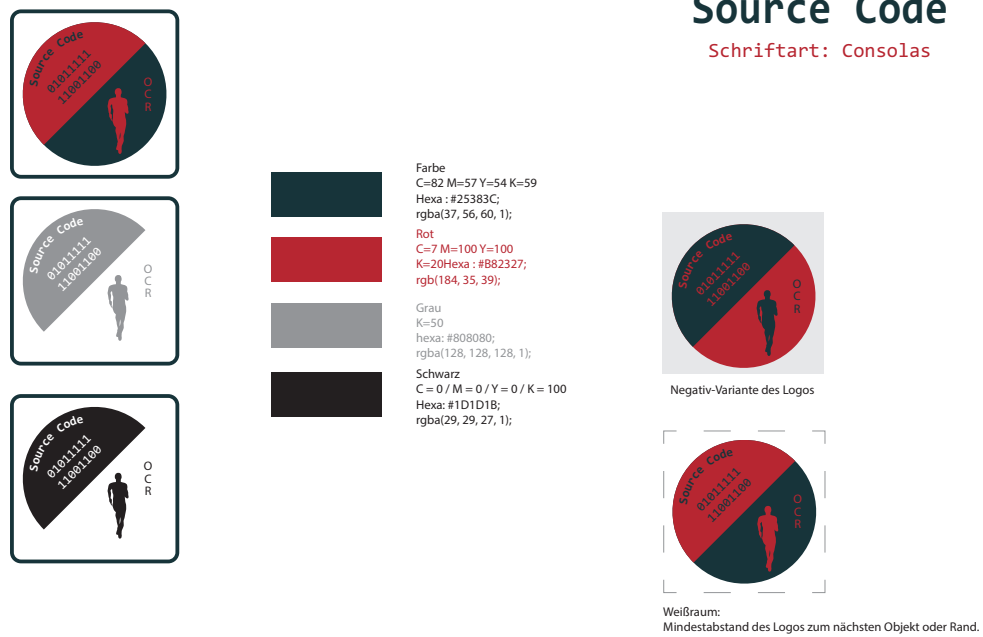 Source Code
Schriftart: Consolas
Source Code
01011111
11001100
O
C
R
Source Code
01011111
11001100
O
C
R
Source Code
01011111
11001100
O
C
R
Farbe
C=82 M=57 Y=54 K=59
Hexa : #25383C;
rgba(37, 56, 60, 1);
Rot
C=7 M=100 Y=100
K=20Hexa : #B82327;
rgb(184, 35, 39);
Grau
K=50
hexa: #808080;
rgba(128, 128, 128, 1);
Schwarz
C = 0 / M = 0 / Y = 0 / K = 100
Hexa: #1D1D1B;
rgba(29, 29, 27, 1);
Source Code
01011111
11001100
O
C
R
Negativ-Variante des Logos
Source Code
01011111
11001100
O
C
R
Weißraum:
Mindestabstand des Logos zum nächsten Objekt oder Rand.